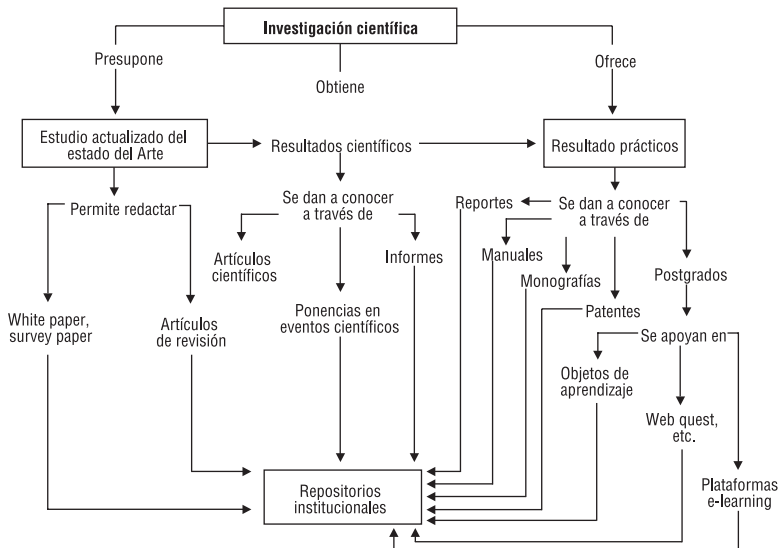 Investigación científica
Presupone
Obtiene
Ofrece
Estudio actualizado del
estado del Arte
Resultados científicos
Resultado prácticos
Permite redactar
Se dan a conocer
a través de
Reportes
Se dan a conocer
a través de
Artículos
científicos
Informes
Manuales
Monografías
Postgrados
White paper,
survey paper
Artículos
de revisión
Ponencias en
eventos científicos
Patentes
Se apoyan en
Objetos de
aprendizaje
Web quest,
etc.
Plataformas
e-learning
Repositorios
institucionales